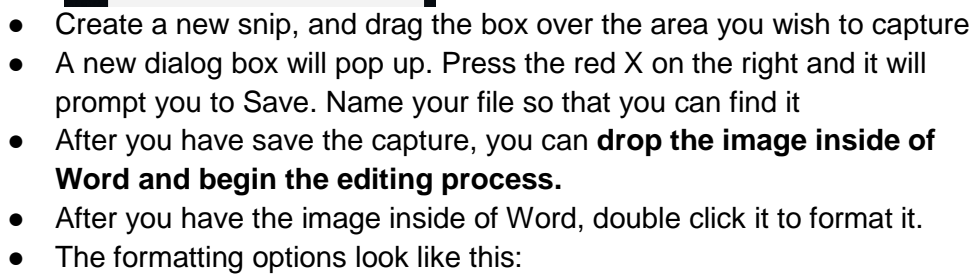 ● Create a new snip, and drag the box over the area you wish to capture
● A new dialog box will pop up. Press the red X on the right and it will
prompt you to Save. Name your file so that you can find it
● After you have save the capture, you can drop the image inside of
Word and begin the editing process.
● After you have the image inside of Word, double click it to format it.
● The formatting options look like this: